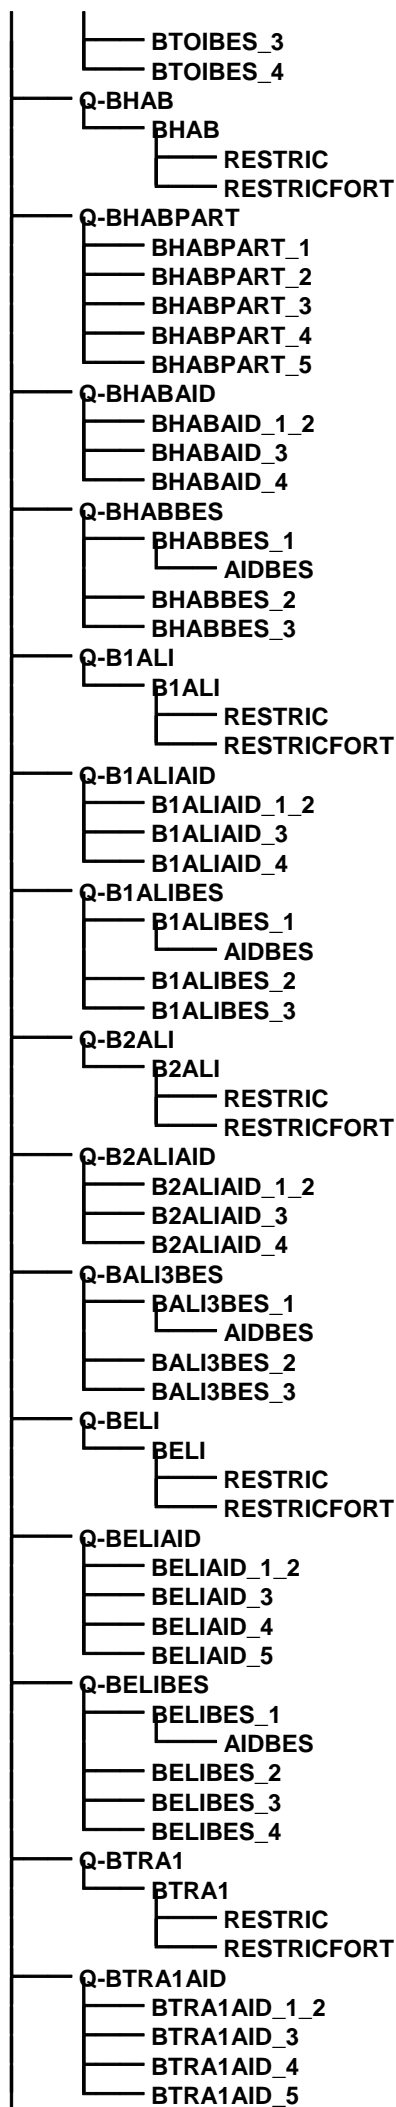 BTOIBES_3
BTOIBES_4
Q-BHAB
BHAB
RESTRIC
RESTRICFORT
Q-BHABPART
BHABPART_1
BHABPART_2
BHABPART_3
BHABPART_4
BHABPART_5
Q-BHABAID
BHABAID_1_2
BHABAID_3
BHABAID_4
Q-BHABBES
BHABBES_1
AIDBES
BHABBES_2
BHABBES_3
Q-B1ALI
B1ALI
RESTRIC
RESTRICFORT
Q-B1ALIAID
B1ALIAID_1_2
B1ALIAID_3
B1ALIAID_4
Q-B1ALIBES
B1ALIBES_1
AIDBES
B1ALIBES_2
B1ALIBES_3
Q-B2ALI
B2ALI
RESTRIC
RESTRICFORT
Q-B2ALIAID
B2ALIAID_1_2
B2ALIAID_3
B2ALIAID_4
Q-BALI3BES
BALI3BES_1
AIDBES
BALI3BES_2
BALI3BES_3
Q-BELI
BELI
RESTRIC
RESTRICFORT
Q-BELIAID
BELIAID_1_2
BELIAID_3
BELIAID_4
BELIAID_5
Q-BELIBES
BELIBES_1
AIDBES
BELIBES_2
BELIBES_3
BELIBES_4
Q-BTRA1
BTRA1
RESTRIC
RESTRICFORT
Q-BTRA1AID
BTRA1AID_1_2
BTRA1AID_3
BTRA1AID_4
BTRA1AID_5